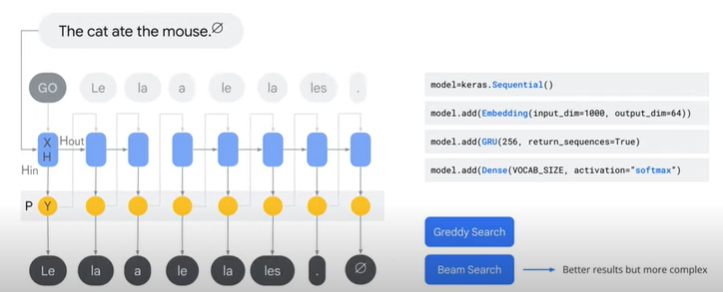 The cat ate the mouse.∅
GO Le la a le la les .
X Hout
H
Hin
P Y
Le la a le la les . ∅
model=keras.Sequential()
model.add(Embedding(input_dim=1000, output_dim=64))
model.add(GRU(256, return_sequences=True)
model.add(Dense(VOCAB_SIZE, activation="softmax")
Greddy Search
Beam Search Better results but more complex